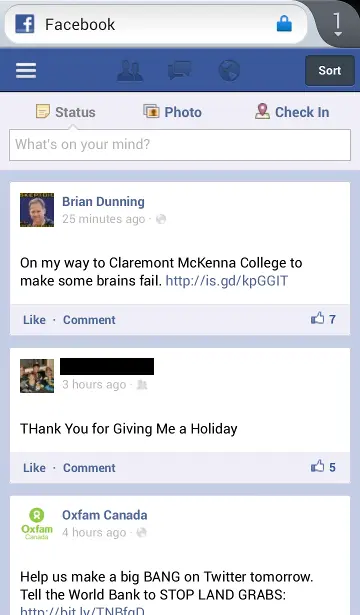 Facebook
1
Sort
Status Photo Check In
What's on your mind?
Brian Dunning
25 minutes ago ·
On my way to Claremont McKenna College to
make some brains fail. http://is.gd/kpGGIT
Like · Comment 7
3 hours ago ·
THank You for Giving Me a Holiday
Like · Comment 5
Oxfam Canada
4 hours ago ·
Oxfam
Canada
Help us make a big BANG on Twitter tomorrow.
Tell the World Bank to STOP LAND GRABS:
http://bit.ly/TNBfqD